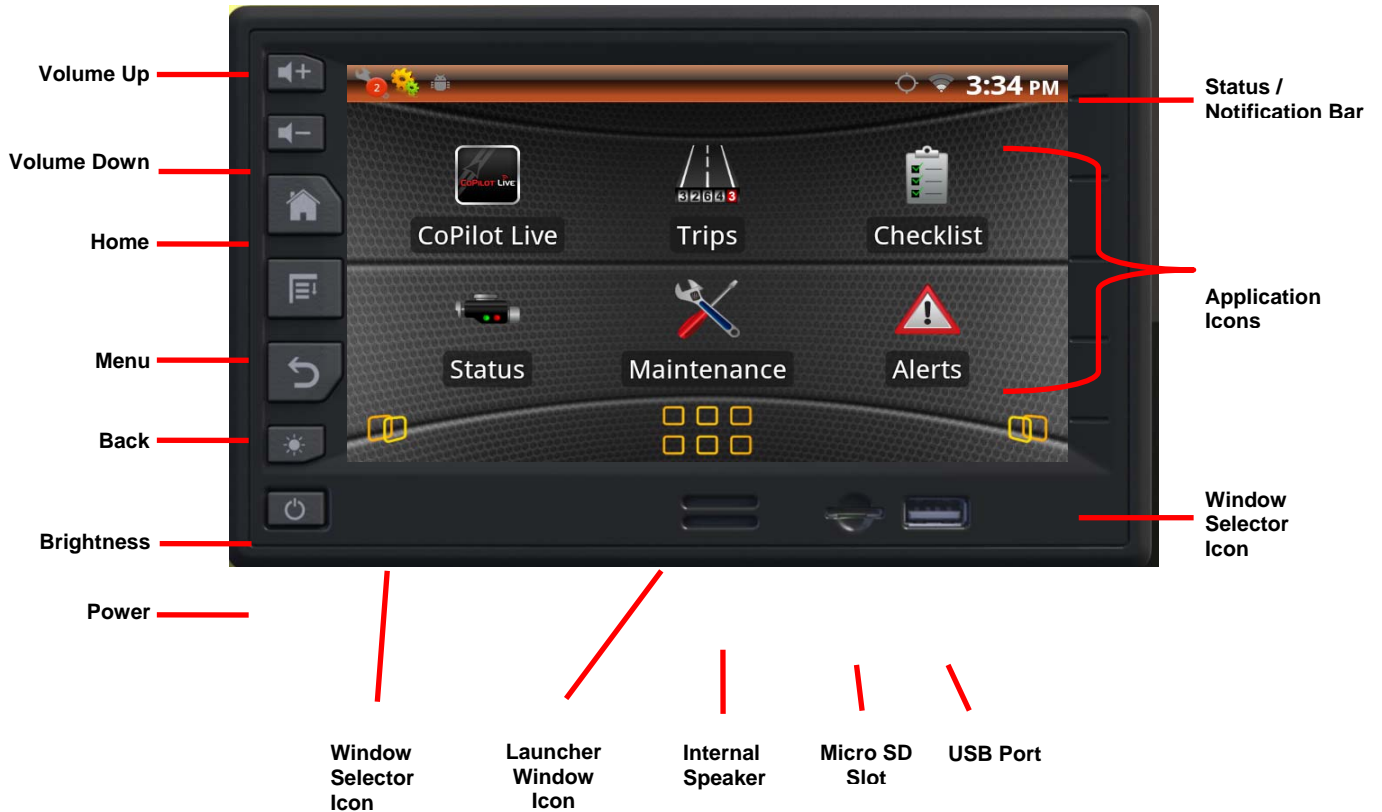 Volume Up
Volume Down
Home
Menu
Back
Brightness
Power
2
3:34 PM
COPILOT LIVE
CoPilot Live
32643
Trips
Checklist
Status
Maintenance
Alerts
Status /
Notification Bar
Application
Icons
Window
Selector
Icon
Window
Selector
Icon
Launcher
Window
Icon
Internal
Speaker
Micro SD
Slot
USB Port